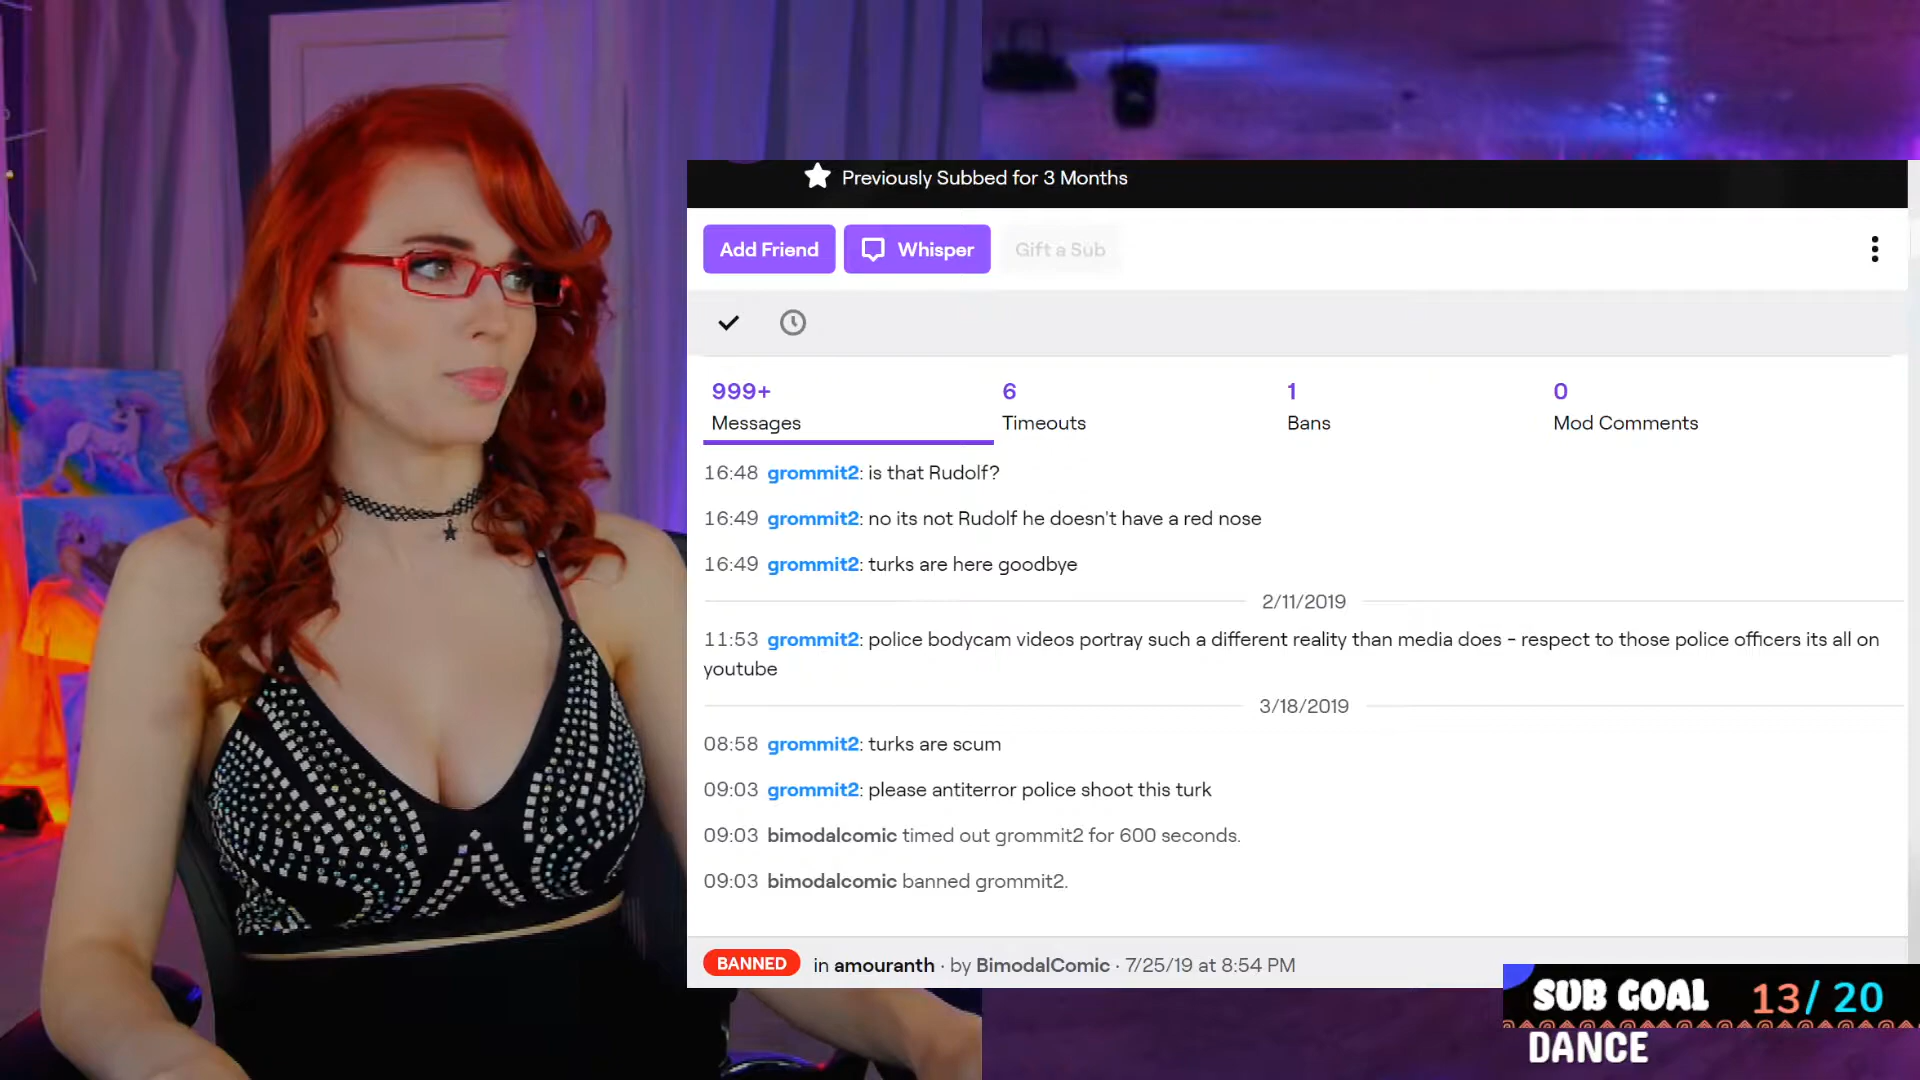 Previously Subbed for 3 Months
Add Friend
Whisper
Gift a Sub
999+
Messages
6
Timeouts
1
Bans
0
Mod Comments
16:48 grommit2: is that Rudolf?
16:49 grommit2: no its not Rudolf he doesn't have a red nose
16:49 grommit2: turks are here goodbye
2/11/2019
11:53 grommit2: police bodycam videos portray such a different reality than media does - respect to those police officers its all on
youtube
3/18/2019
08:58 grommit2: turks are scum
09:03 grommit2: please antiterror police shoot this turk
09:03 bimodalcomic timed out grommit2 for 600 seconds.
09:03 bimodalcomic banned grommit2.
BANNED in amouranth · by BimodalComic · 7/25/19 at 8:54 PM
SUB GOAL 13/ 20
DANCE